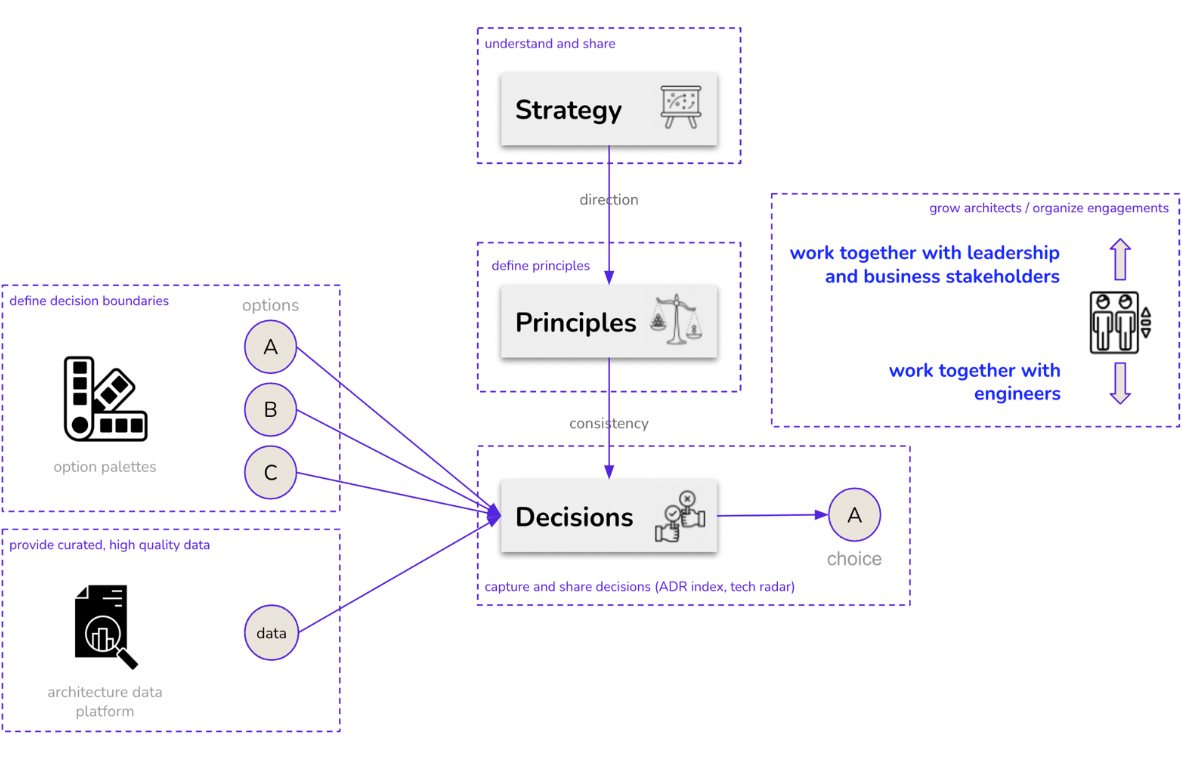 understand and share
Strategy
direction
grow architects / organize engagements
work together with leadership
and business stakeholders
work together with
engineers
define principles
Principles
consistency
define decision boundaries
options
A
B
C
option palettes
Decisions
A
choice
capture and share decisions (ADR index, tech radar)
provide curated, high quality data
data
architecture data
platform